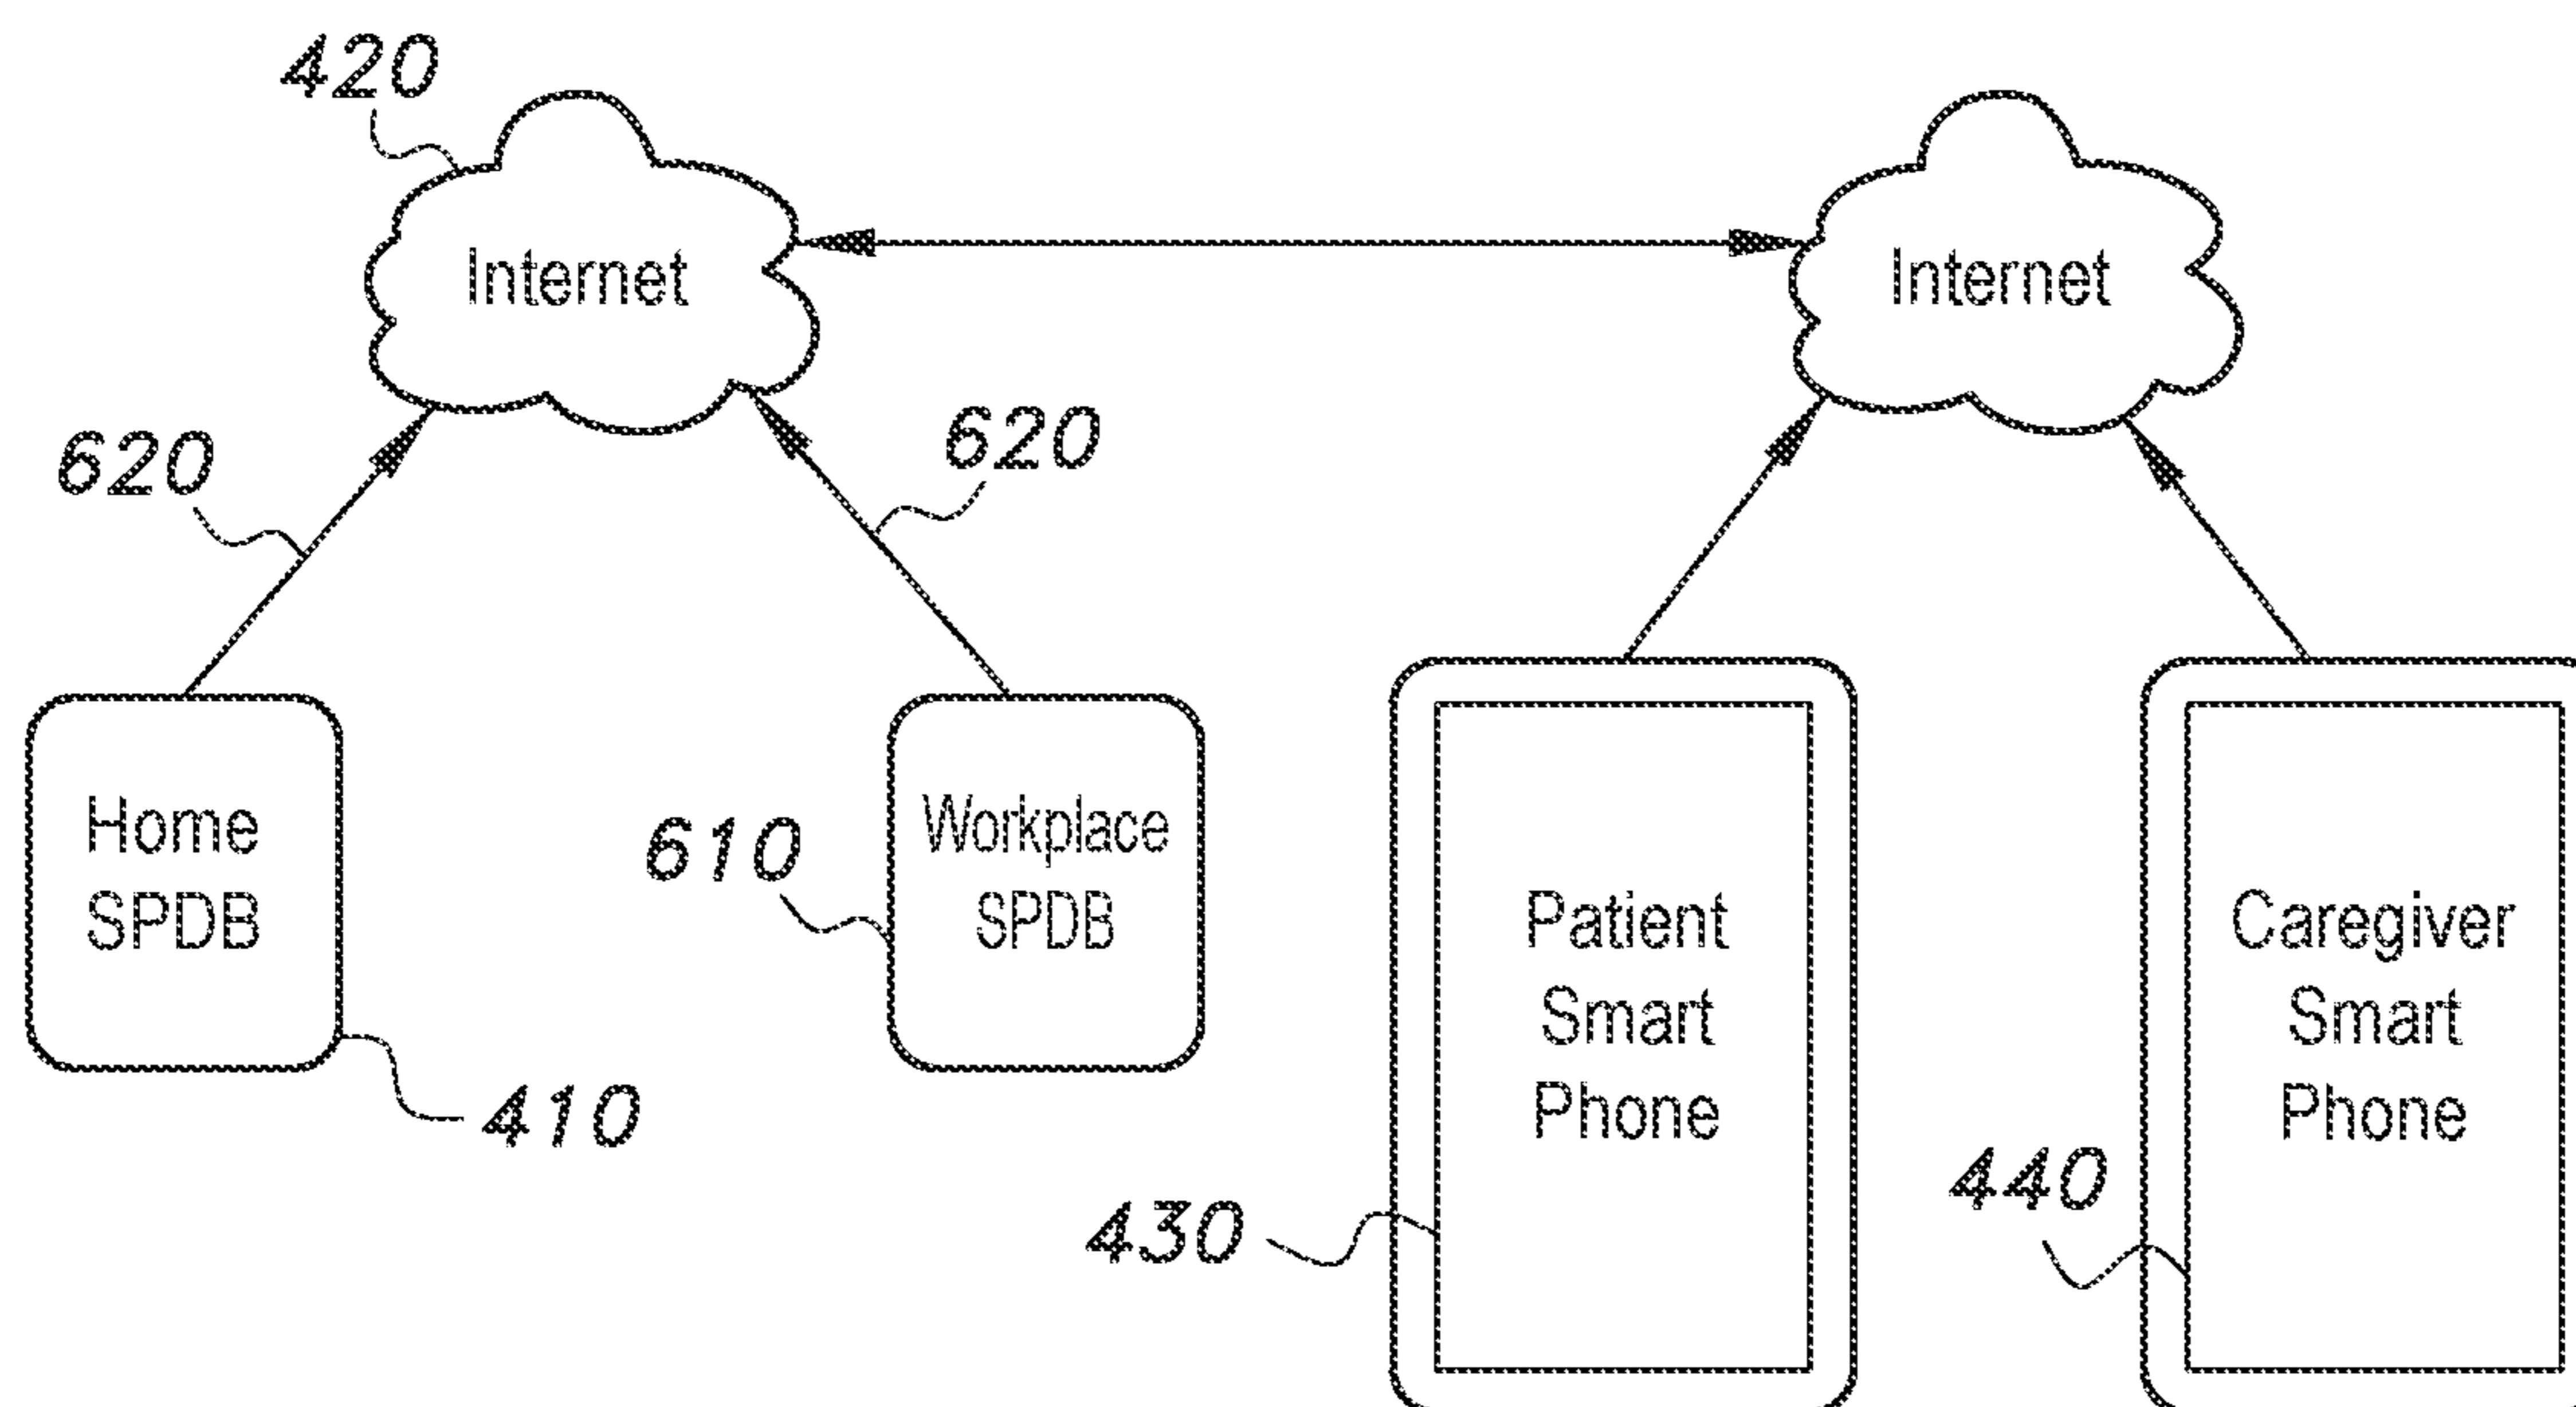 420
Internet
Internet
620
620
Home
SPDB
610
Workplace
SPDB
410
Patient
Smart
Phone
430
Caregiver
Smart
Phone
440